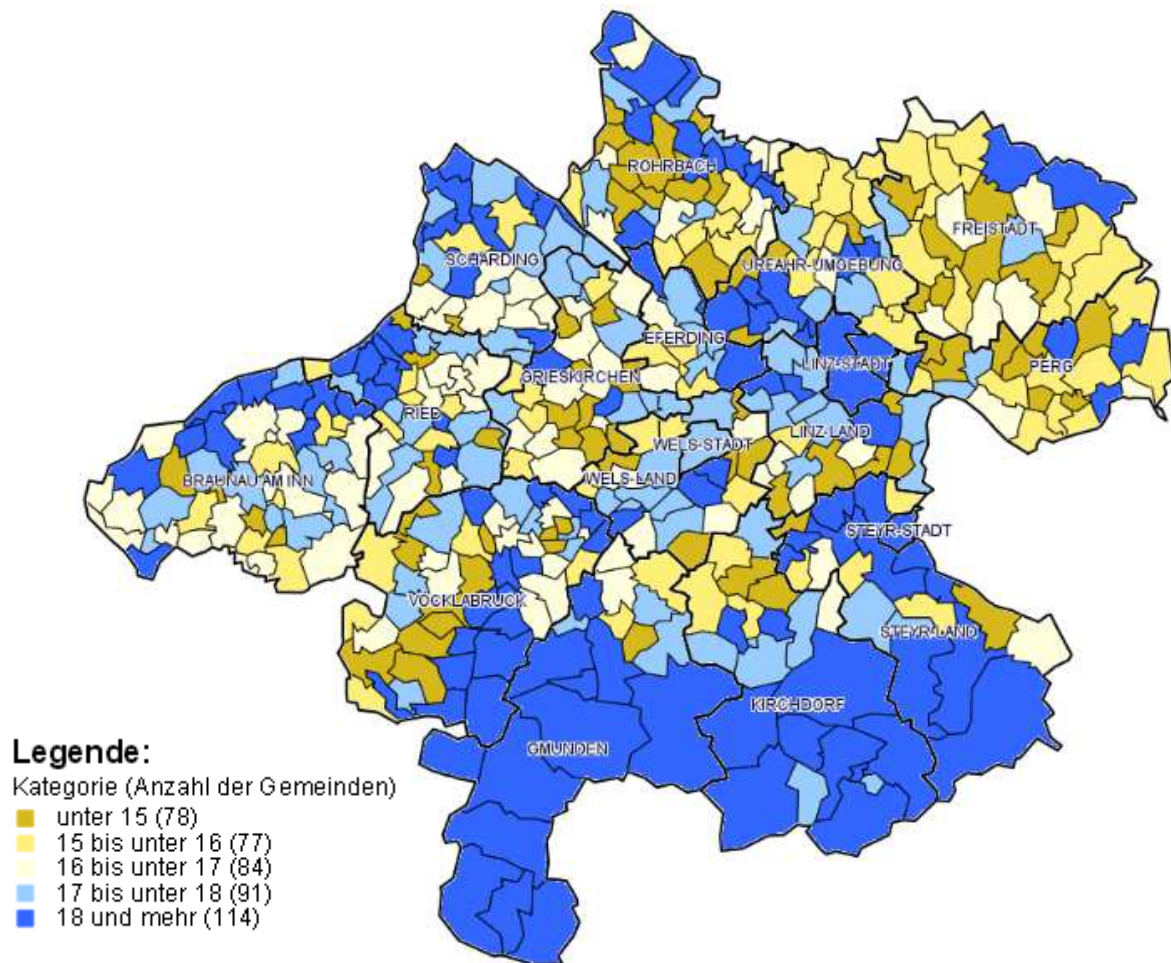 ROHRBACH
FREISTADT
SCHÄRDING
URFAHR-UMGEBUNG
EFERDING
LINZ-STADT
PERG
GRIESKIRCHEN
RIED
LINZ-LAND
WELS-STADT
BRAUNAU AM INN
WELS-LAND
STEYR-STADT
VÖCKLABRUCK
STEYR-LAND
KIRCHDORF
GMUNDEN
Legende:
Kategorie (Anzahl der Gemeinden)
unter 15 (78)
15 bis unter 16 (77)
16 bis unter 17 (84)
17 bis unter 18 (91)
18 und mehr (114)